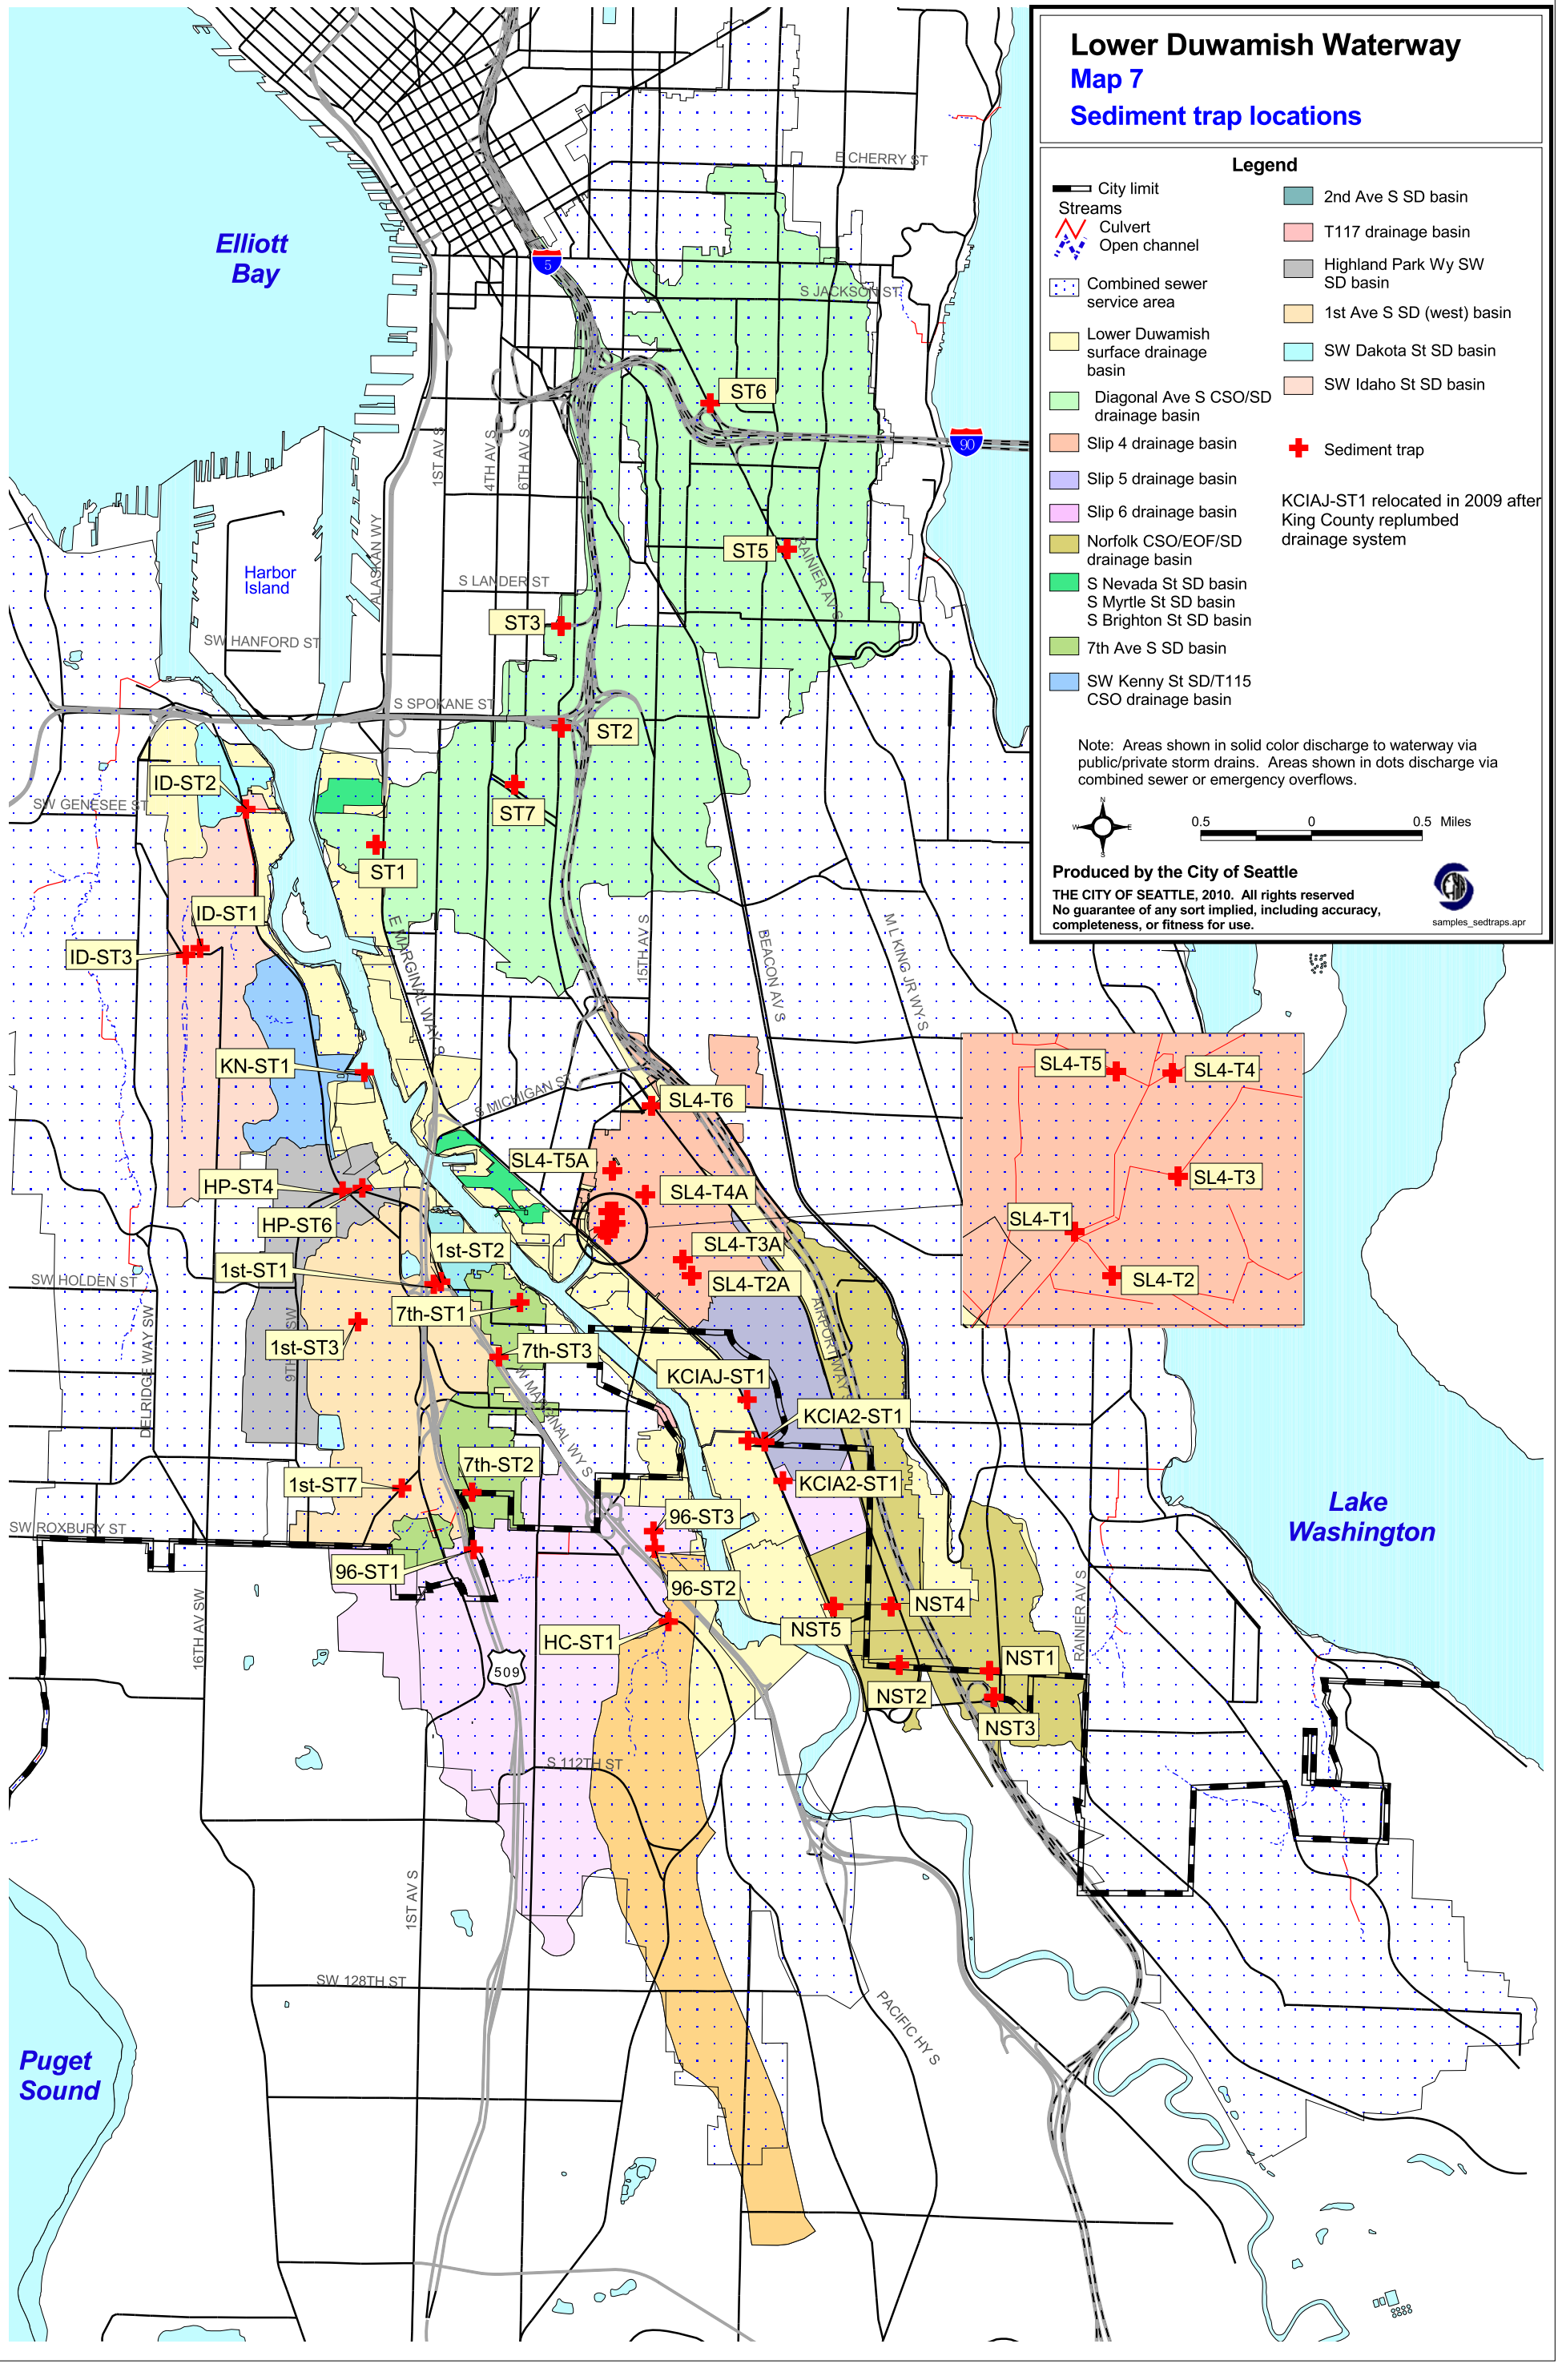 Lower Duwamish Waterway
Map 7
Sediment trap locations
Legend
City limit
Streams
Culvert
Open channel
Combined sewer
service area
Lower Duwamish
surface drainage
basin
Diagonal Ave S CSO/SD
drainage basin
Slip 4 drainage basin
Slip 5 drainage basin
Slip 6 drainage basin
Norfolk CSO/EOF/SD
drainage basin
S Nevada St SD basin
S Myrtle St SD basin
S Brighton St SD basin
7th Ave S SD basin
SW Kenny St SD/T115
CSO drainage basin
2nd Ave S SD basin
T117 drainage basin
Highland Park Wy SW
SD basin
1st Ave S SD (west) basin
SW Dakota St SD basin
SW Idaho St SD basin
Sediment trap
KCIAJ-ST1 relocated in 2009 after
King County replumbed
drainage system
Note: Areas shown in solid color discharge to waterway via
public/private storm drains. Areas shown in dots discharge via
combined sewer or emergency overflows.
N
W E
S
0.5 0 0.5 Miles
Produced by the City of Seattle
THE CITY OF SEATTLE, 2010. All rights reserved
No guarantee of any sort implied, including accuracy,
completeness, or fitness for use.
samples_sedtraps.apr
E CHERRY ST
Elliott
Bay
5
S JACKSON ST
ST6
90
1ST AV S
4TH AV S
6TH AV S
ALASKAN WY
ST5
RAINIER AV S
Harbor
Island
S LANDER ST
ST3
SW HANFORD ST
S SPOKANE ST
ST2
ID-ST2
SW GENESEE ST
ST7
ST1
ID-ST1
ID-ST3
E MARGINAL WAY S
15TH AV S
BEACON AV S
M L KING JR WY S
KN-ST1
S MICHIGAN ST
SL4-T6
SL4-T5
SL4-T4
SL4-T5A
SL4-T4A
SL4-T3
HP-ST4
HP-ST6
SL4-T1
1st-ST2
SL4-T3A
1st-ST1
SL4-T2A
SL4-T2
SW HOLDEN ST
7th-ST1
1st-ST3
7th-ST3
DELRIDGE WAY SW
9TH AV SW
W MARGINAL WY S
AIRPORT WAY S
KCIAJ-ST1
KCIA2-ST1
7th-ST2
1st-ST7
KCIA2-ST1
SW ROXBURY ST
96-ST3
Lake
Washington
96-ST1
96-ST2
NST4
NST5
16TH AV SW
RAINIER AV S
HC-ST1
509
NST1
NST2
NST3
S 112TH ST
1ST AV S
SW 128TH ST
PACIFIC HY S
Puget
Sound